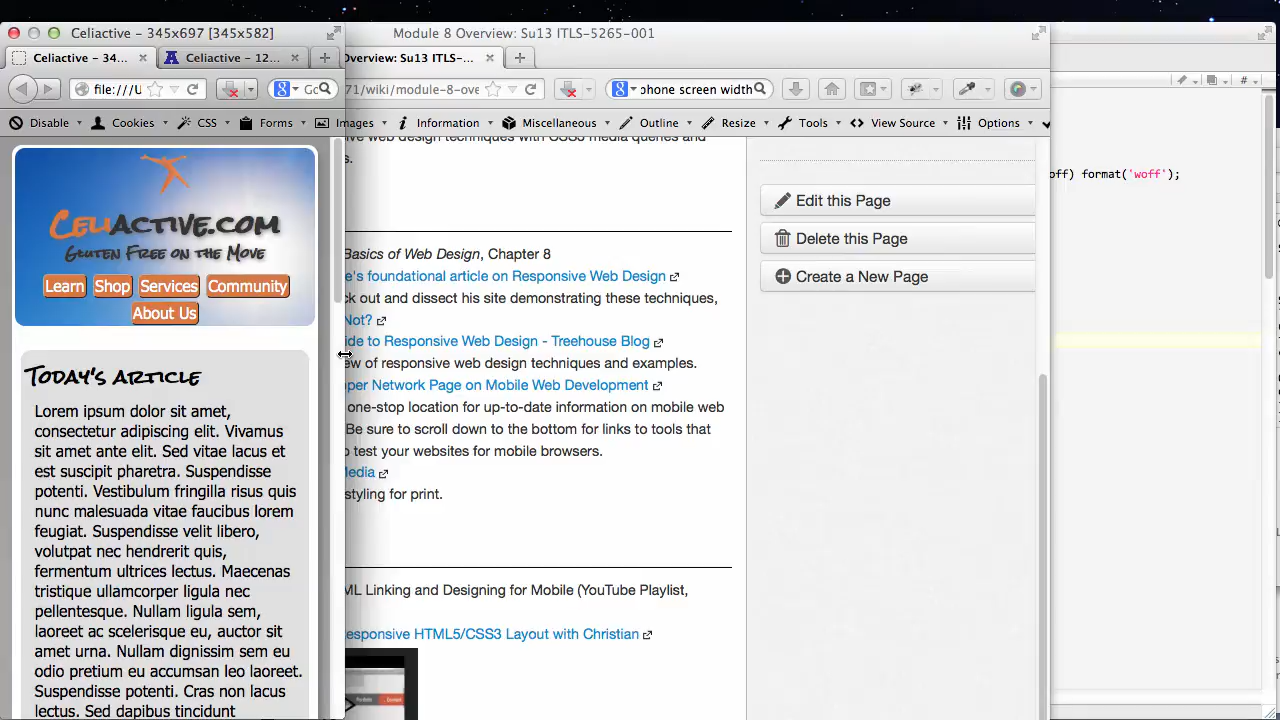 Celiactive - 345x697 [345x582]
Module 8 Overview: Su13 ITLS-5265-001
Celiactive - 34...
Celiactive - 12...
Overview: Su13 ITLS-...
file:///U
71/wiki/module-8-ove
phone screen width
Disable
Cookies
CSS
Forms
Images
Information
Miscellaneous
Outline
Resize
Tools
View Source
Options
CeliActive.com
Gluten Free on the Move
Learn
Shop
Services
Community
About Us
Today's article
Lorem ipsum dolor sit amet,
consectetur adipiscing elit. Vivamus
sit amet ante elit. Sed vitae lacus et
est suscipit pharetra. Suspendisse
potenti. Vestibulum fringilla risus quis
nunc malesuada vitae faucibus lorem
feugiat. Suspendisse velit libero,
volutpat nec hendrerit quis,
fermentum ultrices lectus. Maecenas
tristique ullamcorper ligula nec
pellentesque. Nullam ligula sem,
laoreet ac scelerisque eu, auctor sit
amet urna. Nullam dignissim sem eu
odio pretium eu accumsan leo laoreet.
Suspendisse potenti. Cras non lacus
lectus. Sed dapibus tincidunt
ive web design techniques with CSS3 media queries and
s.
Basics of Web Design, Chapter 8
e's foundational article on Responsive Web Design
ck out and dissect his site demonstrating these techniques,
Not?
ide to Responsive Web Design - Treehouse Blog
ew of responsive web design techniques and examples.
oper Network Page on Mobile Web Development
one-stop location for up-to-date information on mobile web
Be sure to scroll down to the bottom for links to tools that
o test your websites for mobile browsers.
Media
styling for print.
ML Linking and Designing for Mobile (YouTube Playlist,
esponsive HTML5/CSS3 Layout with Christian
Edit this Page
Delete this Page
Create a New Page
off) format('woff');